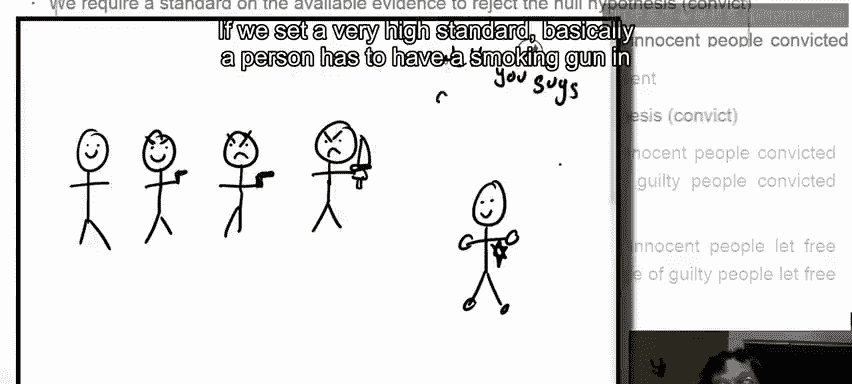 · We require a standard on the available evidence to reject the null hypothesis (convict)
If we set a very high standard, basically
a person has to have a smoking gun in
innocent people convicted
you guys
ent
esis (convict)
nnocent people convicted
guilty people convicted
nnocent people let free
e of guilty people let free